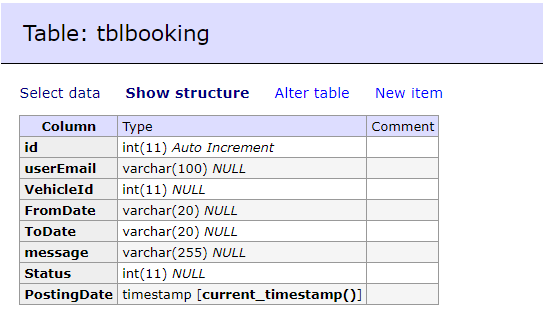 Table: tblbooking
Select data Show structure Alter table New item
Column Type Comment
id int(11) Auto Increment
userEmail varchar(100) NULL
VehicleId int(11) NULL
FromDate varchar(20) NULL
ToDate varchar(20) NULL
message varchar(255) NULL
Status int(11) NULL
PostingDate timestamp [current_timestamp()]